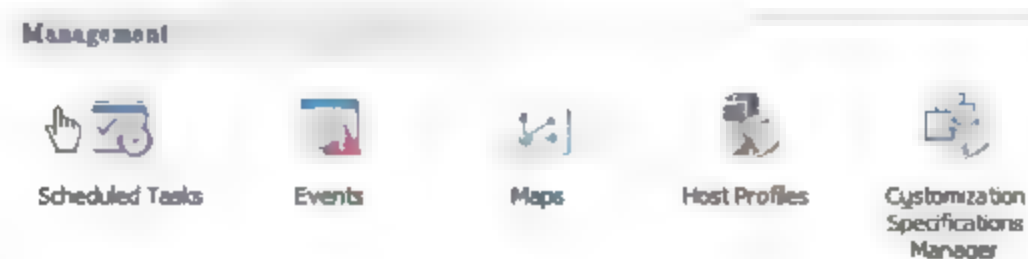 Management
Scheduled Tasks
Events
Maps
Host Profiles
Customization
Specifications
Manager